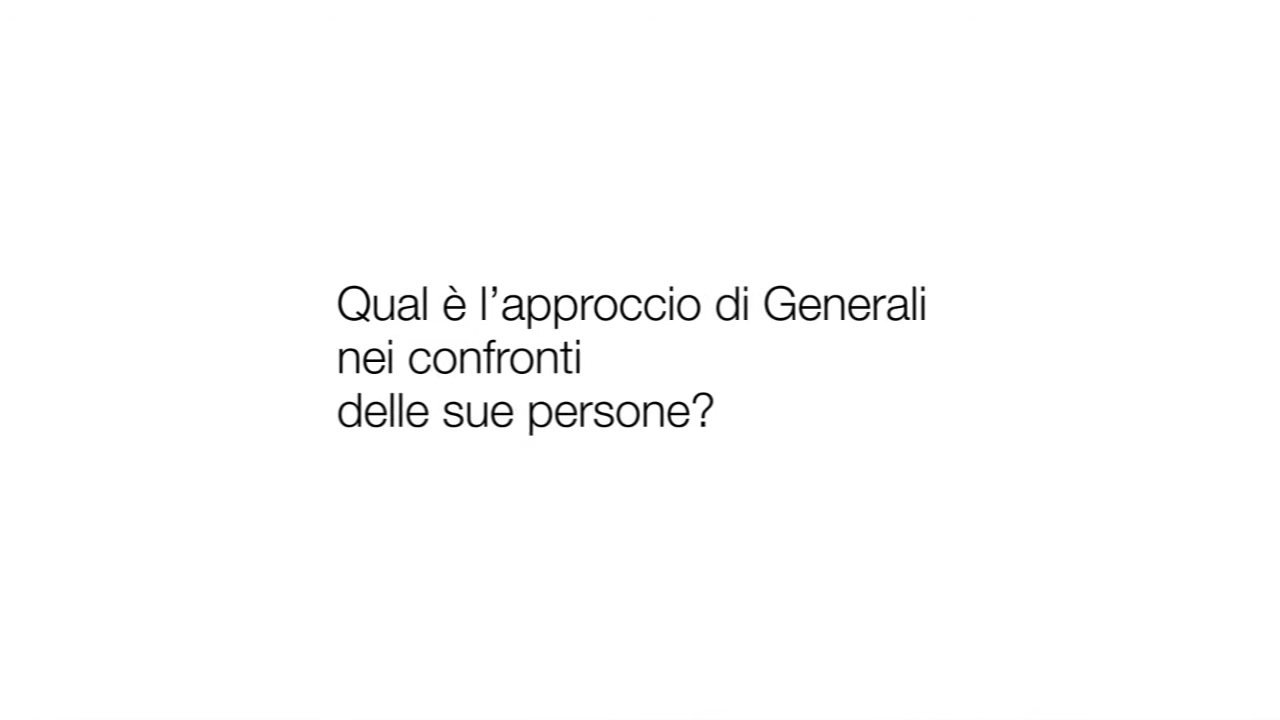 Qual è l’approccio di Generali
nei confronti
delle sue persone?